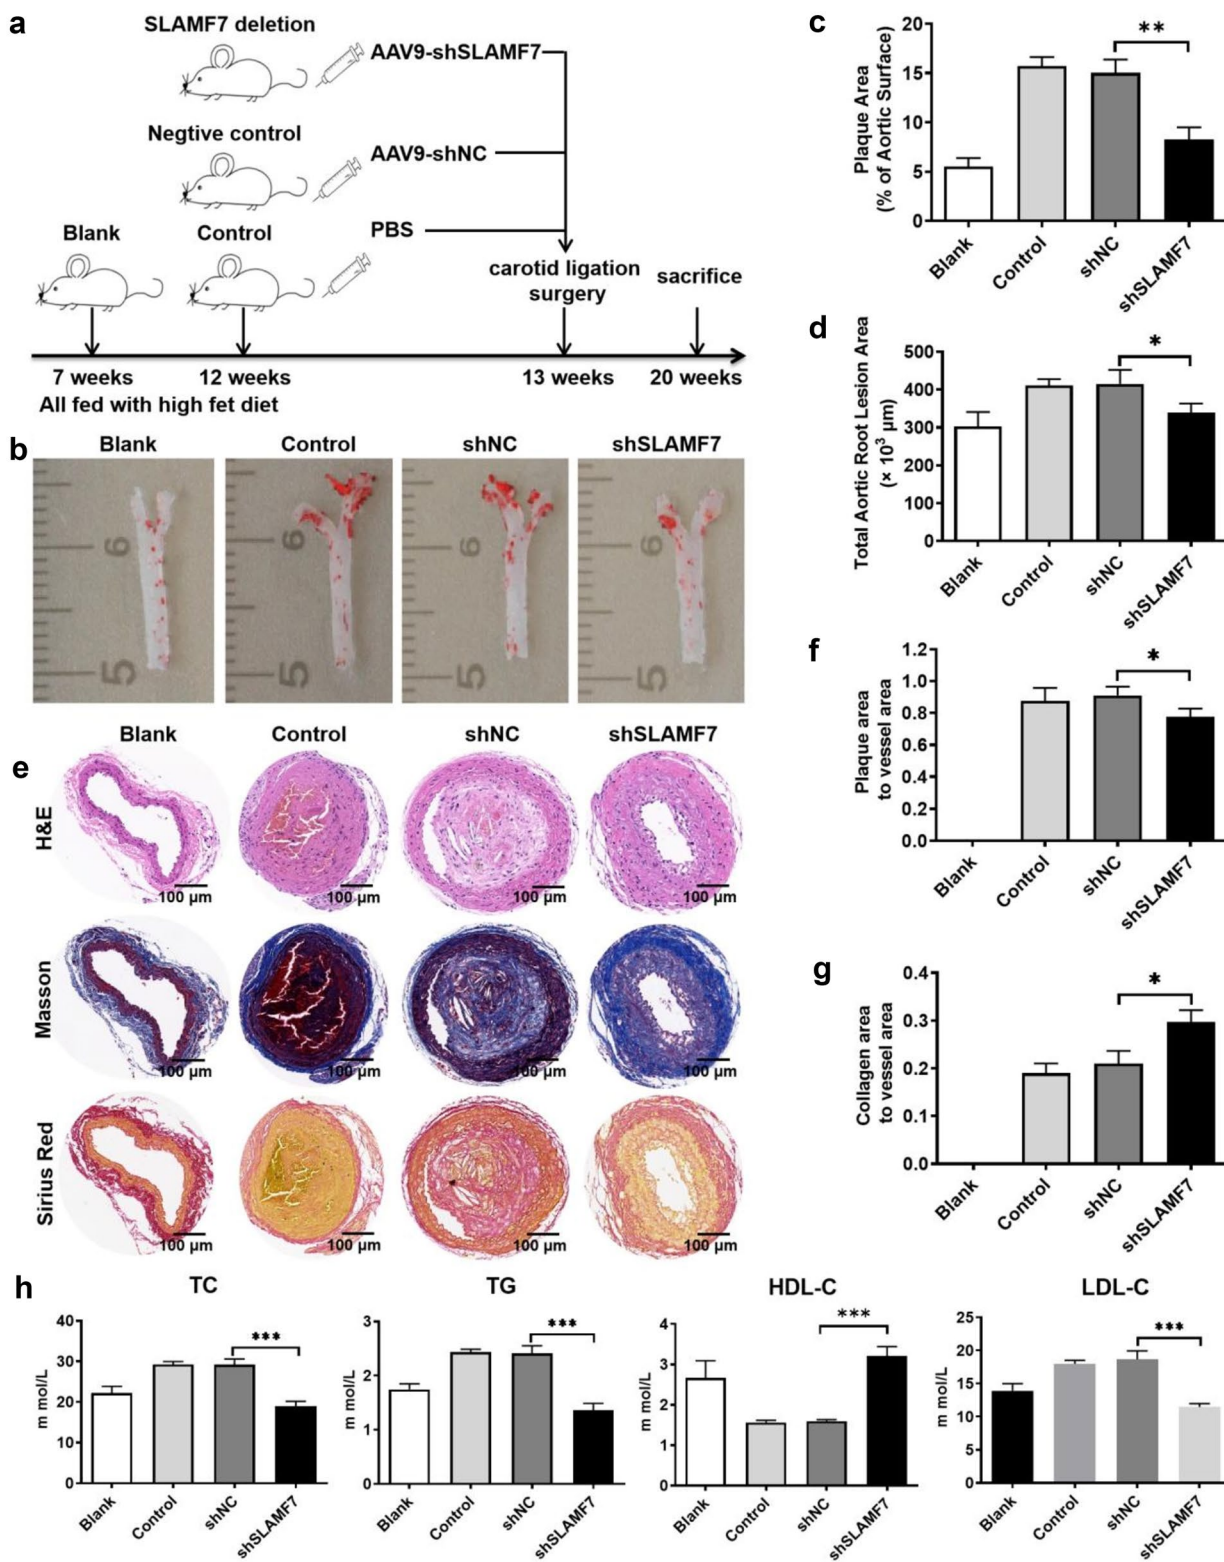 a
SLAMF7 deletion
AAV9-shSLAMF7
Negtive control
AAV9-shNC
Blank
Control
PBS
carotid ligation
surgery
sacrifice
7 weeks
12 weeks
13 weeks
20 weeks
All fed with high fet diet
b
Blank
Control
shNC
shSLAMF7
6
5
6
5
6
5
6
5
c
Plaque Area
(% of Aortic Surface)
20
15
10
5
0
**
Blank
Control
shNC
shSLAMF7
d
Total Aortic Root Lesion Area
(× 10³ μm)
500
400
300
200
100
0
*
Blank
Control
shNC
shSLAMF7
e
Blank
Control
shNC
shSLAMF7
H&E
100 μm
100 μm
100 μm
100 μm
Masson
100 μm
100 μm
100 μm
100 μm
Sirius Red
100 μm
100 μm
100 μm
100 μm
f
Plaque area
to vessel area
1.2
1.0
0.8
0.6
0.4
0.2
0.0
*
Blank
Control
shNC
shSLAMF7
g
Collagen area
to vessel area
0.4
0.3
0.2
0.1
0.0
*
Blank
Control
shNC
shSLAMF7
h
TC
m mol/L
40
30
20
10
0
***
Blank
Control
shNC
shSLAMF7
TG
m mol/L
3
2
1
0
***
Blank
Control
shNC
shSLAMF7
HDL-C
m mol/L
4
3
2
1
0
***
Blank
Control
shNC
shSLAMF7
LDL-C
m mol/L
25
20
15
10
5
0
***
Blank
Control
shNC
shSLAMF7